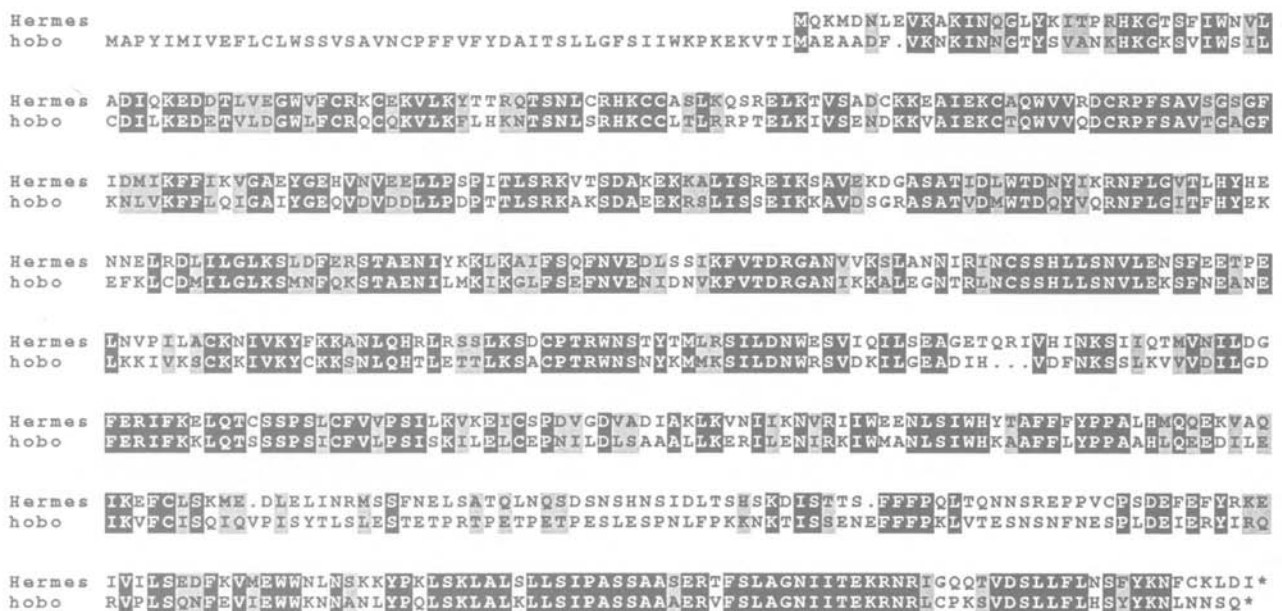 Hermes MQKMDNLEVKAKINQGLYKITPRHKGTSFIWNVL
hobo MAPYIMIVEFLCLWSSVSAVNCPFFVFYDAITSLLGFSIIWKPKEKVTIMAEAADF.VKNKINNGTYSVANKHKGKSVIWSIL
Hermes ADIQKEDDTLVEGWVFCRKCEKVLKYTTRQTSNLCRHKCCASLKQSRELKTVSADCKKEAIEKCAQWVVRDCRPFSAVSGSGF
hobo CDILKEDETVLDGWLFCRQCQKVLKFLHKNTSNLSRHKCCLTLRRPTELKIVSENDKKVAIEKCTQWVVQDCRPFSAVTGAGF
Hermes IDMIKFFIKVGAEYGEHVNVEELLPSPITLSRKVTSDAKEKKALISREIKSAVEKDGASATIDLWTDNYIKRNFLGVTLHYHE
hobo KNLVKFFLQIGAIYGEQVDVDDLLPDPTTLSRKAKSDAEEKRSLISSEIKKAVDSGRASATVDMWTDQYVQRNFLGITFHYEK
Hermes NNELRDLILGLKSLDFERSTAENIYKKLKAIFSQFNVEDLSSIKFVTDRGANVVKSLANNIRINCSSHLLSNVLENSFEETPE
hobo EFKLCDMILGLKSMNFQKSTAENILMKIKGLFSEFNVENIDNVKFVTDRGANIKKALEGNTRLNCSSHLLSNVLEKSFNEANE
Hermes LNVPILACKNIVKYFKKANLQHRLRSSLKSDCPTRWNSTYTMLRSILDNWESVIQILSEAGETQRIVHINKSIIQTMVNILDG
hobo LKKIVKSCKKIVKYCKKSNLQHTLETTLKSACPTRWNSNYKMMKSILDNWRSVDKILGEADIH...VDFNKSSLKVVVDILGD
Hermes FERIFKELQTCSSPSLCFVVPSILKVKEICSPDVGDVADIAKLKVNIIKNVRIIWEENLSIWHYTAFFFYPPALHMQQEKVAQ
hobo FERIFKKLQTSSSPSICFVLPSISKILELCEPNILDLSAAALLKERILENIRKIWMANLSIWHKAAFFLYPPAAHLQEEDILE
Hermes IKEFCLSKME.DLELINRMSSFNELSATQLNQSDSNSHNSIDLTSHSKDISTTS.FFFPQLTQNNSREPPVCPSDEFEFYRKE
hobo IKVFCISQIQVPISYTLSLESTETPRTPETPETPESLESPNLFPKKNKTISSENEFFFPKLVTESNSNFNESPLDEIERYIRQ
Hermes IVILSEDFKVMEWWNLNSKKYPKLSKLALSLLSIPASSAASERTFSLAGNIITEKRNRIGQQTVDSLLFLNSFYKNFCKLDI*
hobo RVPLSQNFEVIEWWKNNANLYPQLSKLALKLLSIPASSAAAERVFSLAGNIITEKRNRLCPKSVDSLLFLHSYYKNLNNSQ*